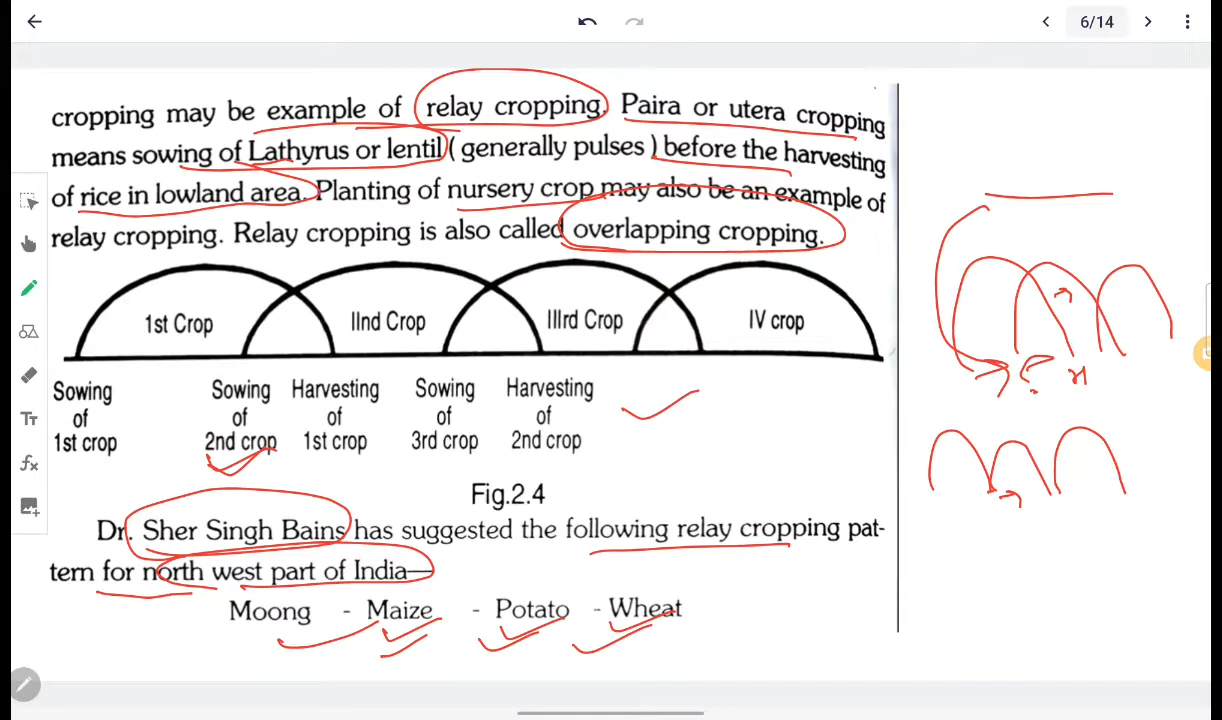 6/14
cropping may be example of relay cropping. Paira or utera cropping
means sowing of Lathyrus or lentil ( generally pulses ) before the harvesting
of rice in lowland area. Planting of nursery crop may also be an example of
relay cropping. Relay cropping is also called overlapping cropping.
1st Crop IInd Crop IIIrd Crop IV crop
Sowing Sowing Harvesting Sowing Harvesting
of of of of of
1st crop 2nd crop 1st crop 3rd crop 2nd crop
Fig.2.4
Dr. Sher Singh Bains has suggested the following relay cropping pat-
tern for north west part of India—
Moong - Maize - Potato - Wheat
Tт
fx